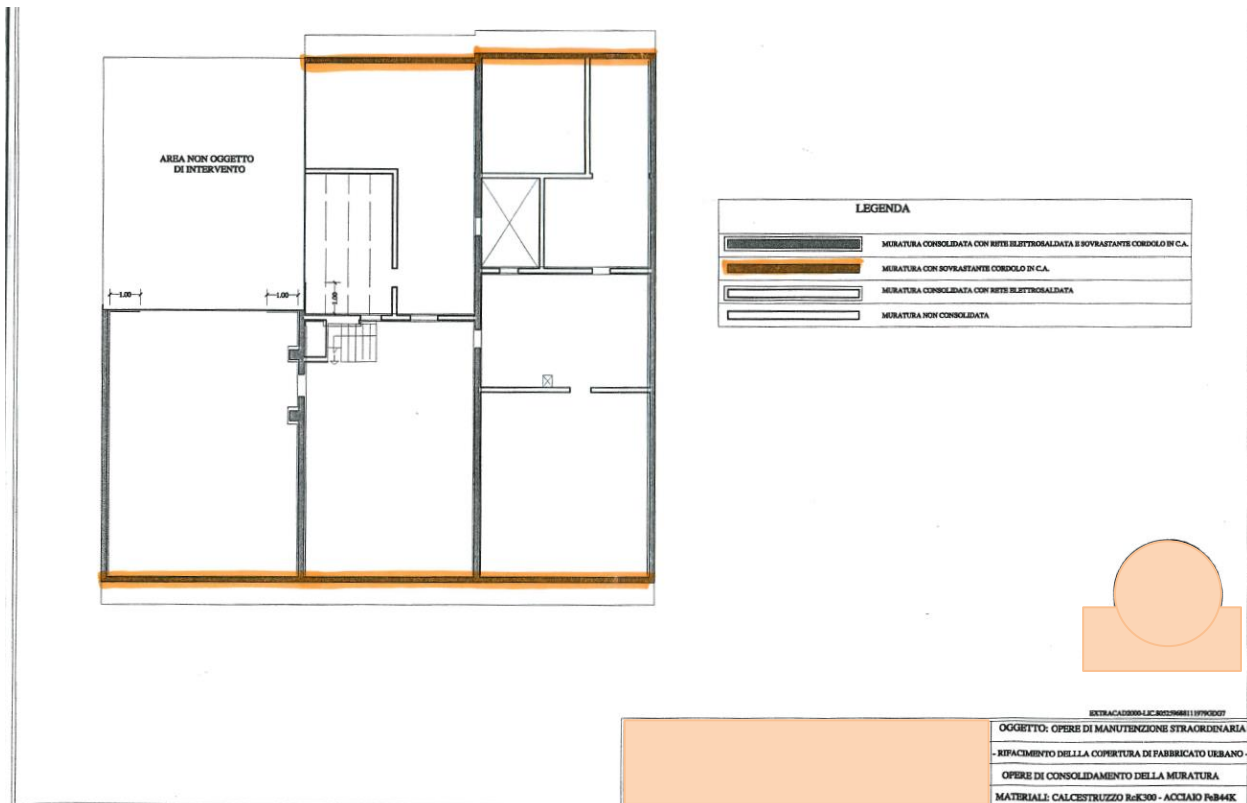 AREA NON OGGETTO
DI INTERVENTO
LEGENDA
MURATURA CONSOLIDATA CON RETE ELETTROSALDATA E SOVRASTANTE CORDOLO IN C.A.
MURATURA CON SOVRASTANTE CORDOLO IN C.A.
MURATURA CONSOLIDATA CON RETE ELETTROSALDATA
MURATURA NON CONSOLIDATA
1.00
1.00
1.00
OGGETTO: OPERE DI MANUTENZIONE STRAORDINARIA
- RIFACIMENTO DELLLA COPERTURA DI FABBRICATO URBANO -
OPERE DI CONSOLIDAMENTO DELLA MURATURA
MATERIALI: CALCESTRUZZO RcK300 - ACCIAIO FeB44K